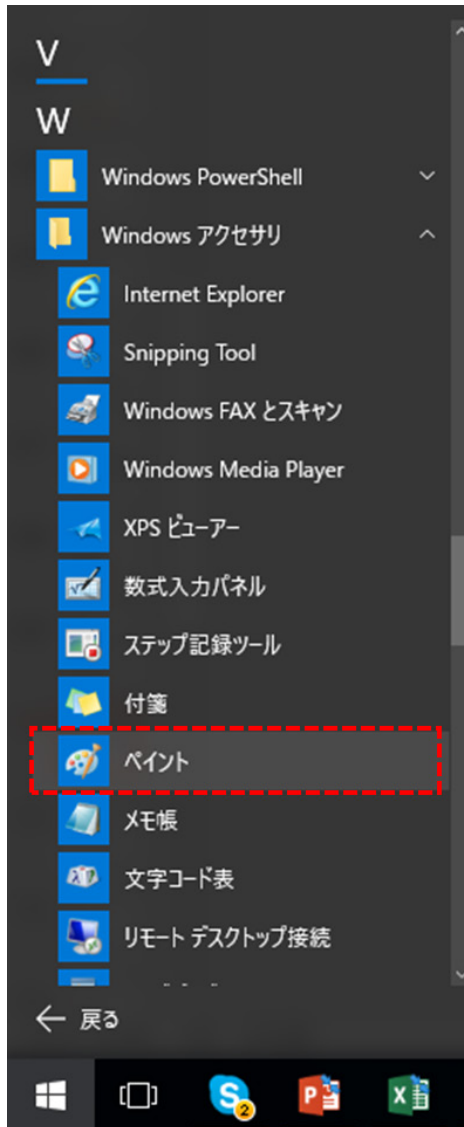 V
W
Windows PowerShell
Windows アクセサリ
Internet Explorer
Snipping Tool
Windows FAX とスキャン
Windows Media Player
XPS ビューアー
数式入力パネル
ステップ記録ツール
付箋
ペイント
メモ帳
文字コード表
リモート デスクトップ接続
戻る
2